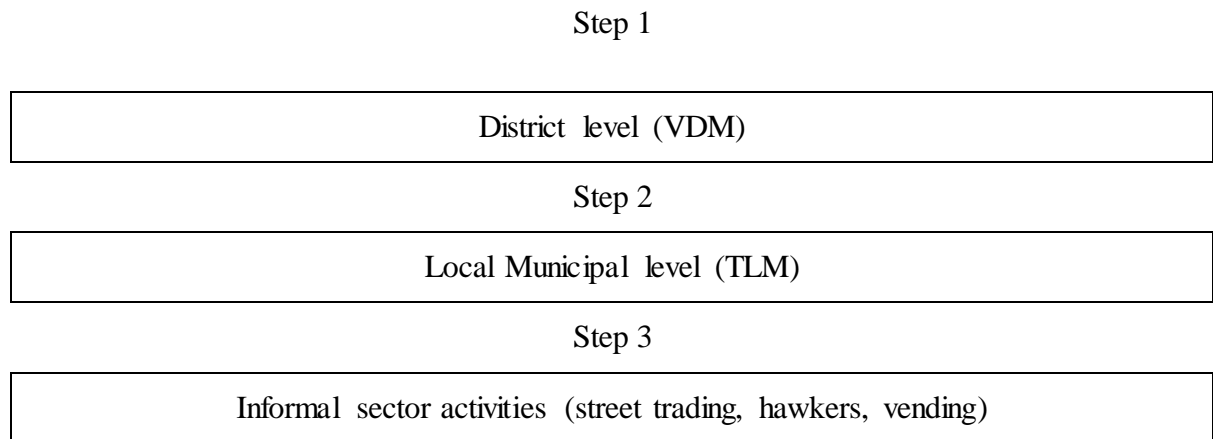 Step 1
District level (VDM)
Step 2
Local Municipal level (TLM)
Step 3
Informal sector activities (street trading, hawkers, vending)